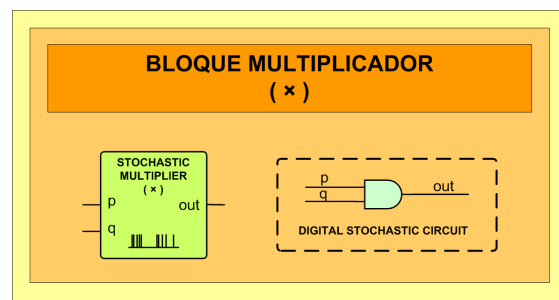 BLOQUE MULTIPLICADOR
( × )
STOCHASTIC
MULTIPLIER
( × )
p
out
q
p
q
out
DIGITAL STOCHASTIC CIRCUIT